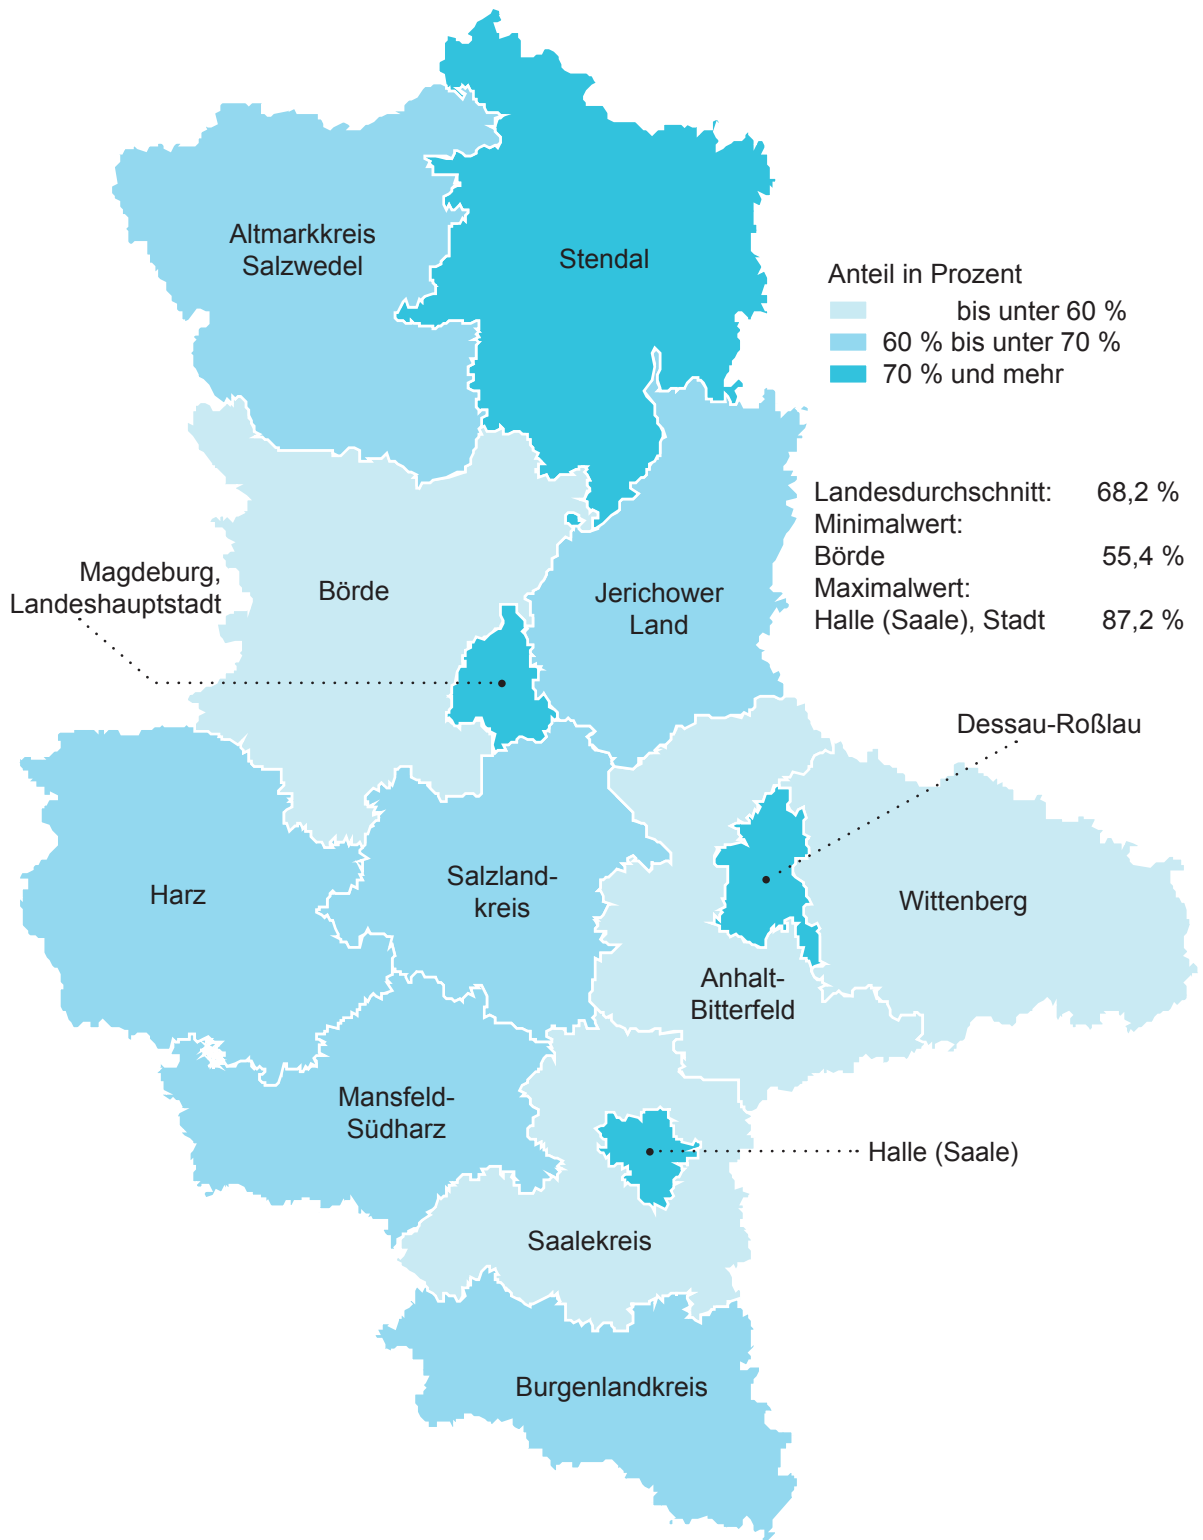 Altmarkkreis
Salzwedel
Stendal
Anteil in Prozent
bis unter 60 %
60 % bis unter 70 %
70 % und mehr
Landesdurchschnitt: 68,2 %
Minimalwert:
Börde 55,4 %
Maximalwert:
Halle (Saale), Stadt 87,2 %
Magdeburg,
Landeshauptstadt
Börde
Jerichower
Land
Dessau-Roßlau
Harz
Salzland-
kreis
Wittenberg
Anhalt-
Bitterfeld
Mansfeld-
Südharz
Halle (Saale)
Saalekreis
Burgenlandkreis